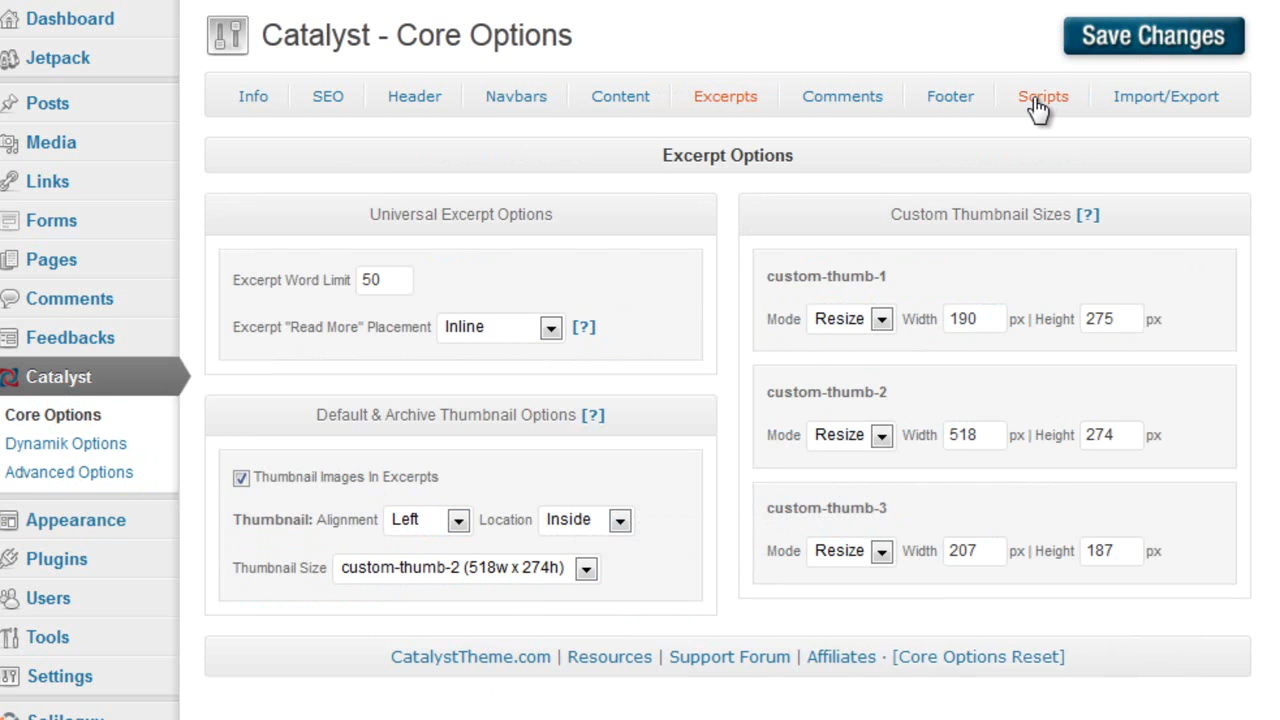 Dashboard
Jetpack
Posts
Media
Links
Forms
Pages
Comments
Feedbacks
Catalyst
Core Options
Dynamik Options
Advanced Options
Appearance
Plugins
Users
Tools
Settings
Catalyst - Core Options
Save Changes
Info SEO Header Navbars Content Excerpts Comments Footer Scripts Import/Export
Excerpt Options
Universal Excerpt Options
Excerpt Word Limit 50
Excerpt "Read More" Placement Inline [?]
Default & Archive Thumbnail Options [?]
Thumbnail Images In Excerpts
Thumbnail: Alignment Left Location Inside
Thumbnail Size custom-thumb-2 (518w x 274h)
Custom Thumbnail Sizes [?]
custom-thumb-1
Mode Resize Width 190 px | Height 275 px
custom-thumb-2
Mode Resize Width 518 px | Height 274 px
custom-thumb-3
Mode Resize Width 207 px | Height 187 px
CatalystTheme.com | Resources | Support Forum | Affiliates · [Core Options Reset]